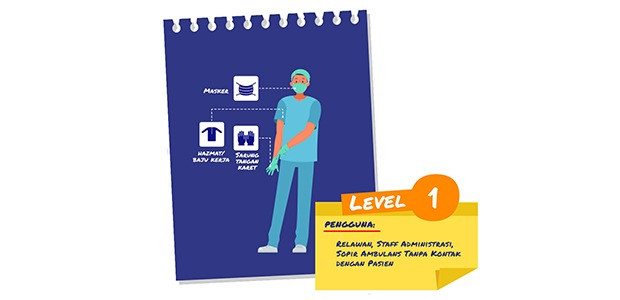 Masker
Hazmat/
Baju Kerja
Sarung
Tangan
Karet
Level 1
Pengguna:
Relawan, Staff Administrasi,
Sopir Ambulans Tanpa Kontak
dengan Pasien